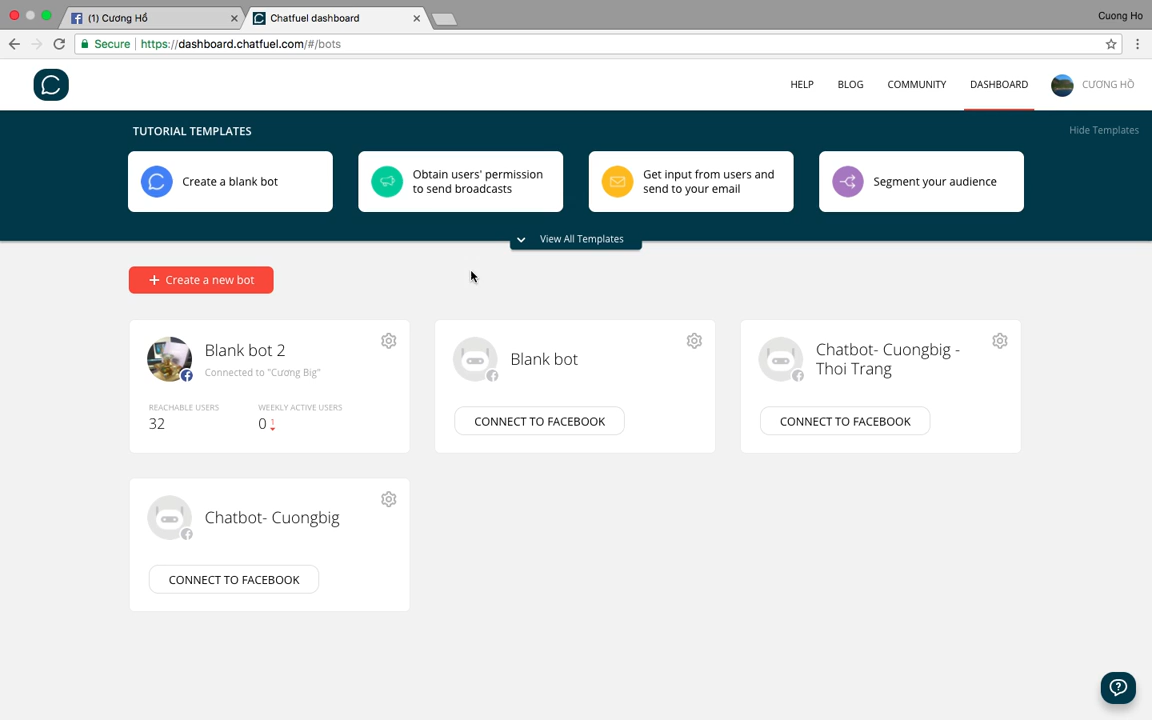 (1) Cương Hồ
Chatfuel dashboard
Cuong Ho
Secure
https://dashboard.chatfuel.com/#/bots
HELP
BLOG
COMMUNITY
DASHBOARD
CƯƠNG HỒ
TUTORIAL TEMPLATES
Hide Templates
Create a blank bot
Obtain users' permission
to send broadcasts
Get input from users and
send to your email
Segment your audience
View All Templates
+ Create a new bot
Blank bot 2
Connected to "Cương Big"
REACHABLE USERS
WEEKLY ACTIVE USERS
32
0 1
Blank bot
CONNECT TO FACEBOOK
Chatbot- Cuongbig -
Thoi Trang
CONNECT TO FACEBOOK
Chatbot- Cuongbig
CONNECT TO FACEBOOK